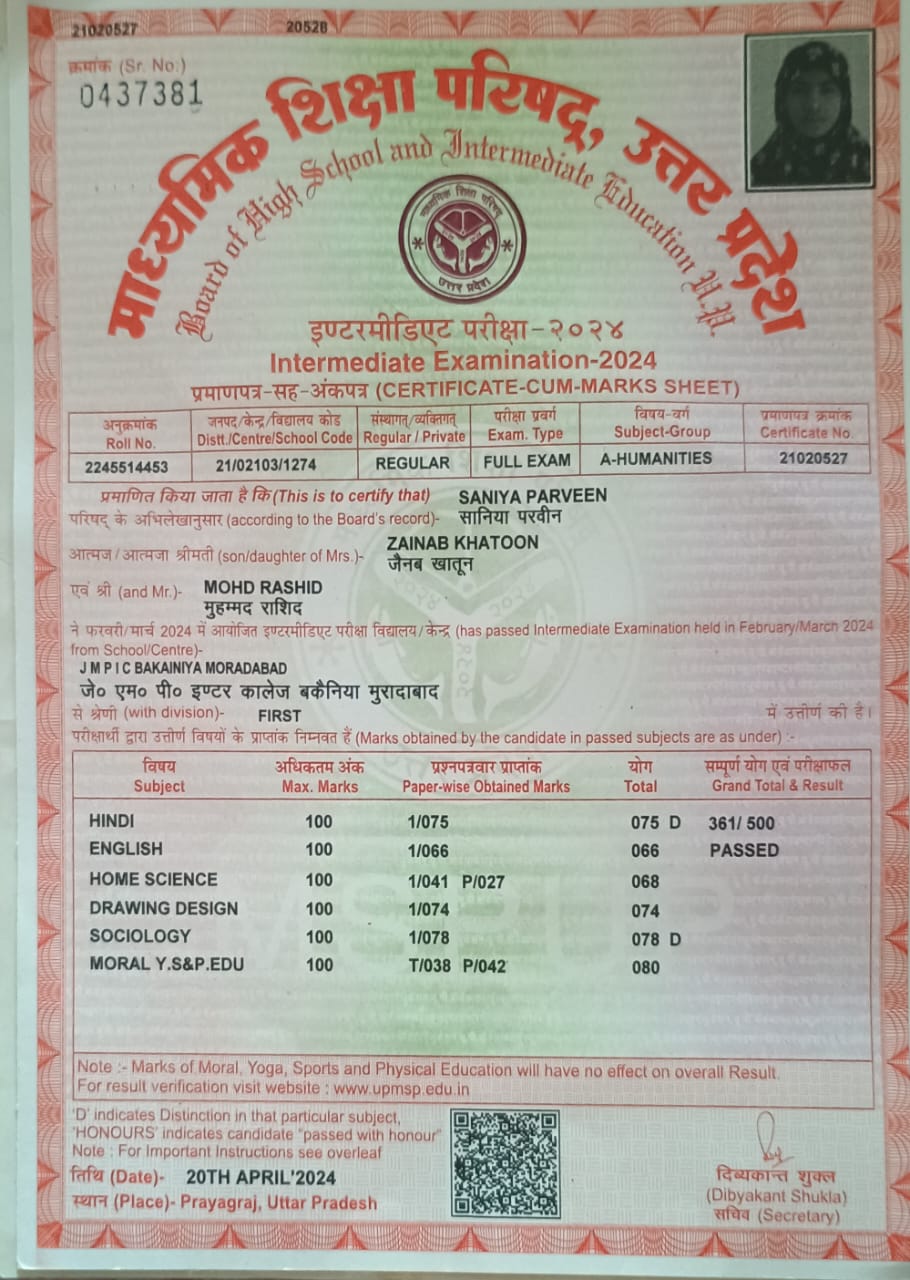 21020527 20528
क्रमांक (Sr. No.)
0437381
माध्यमिक शिक्षा परिषद्, उत्तर प्रदेश
Board of High School and Intermediate Education U.P.
माध्यमिक शिक्षा परिषद्
उत्तर प्रदेश
इण्टरमीडिएट परीक्षा-२०२४
Intermediate Examination-2024
प्रमाणपत्र-सह-अंकपत्र (CERTIFICATE-CUM-MARKS SHEET)
अनुक्रमांक जनपद/केन्द्र/विद्यालय कोड संस्थागत/व्यक्तिगत परीक्षा प्रवर्ग विषय-वर्ग प्रमाणपत्र क्रमांक
Roll No. Distt./Centre/School Code Regular / Private Exam. Type Subject-Group Certificate No.
2245514453 21/02103/1274 REGULAR FULL EXAM A-HUMANITIES 21020527
प्रमाणित किया जाता है कि (This is to certify that) SANIYA PARVEEN
परिषद् के अभिलेखानुसार (according to the Board's record)- सानिया परवीन
ZAINAB KHATOON
आत्मज/आत्मजा श्रीमती (son/daughter of Mrs.)- जैनब खातून
एवं श्री (and Mr.)- MOHD RASHID
मुहम्मद राशिद
ने फरवरी/मार्च 2024 में आयोजित इण्टरमीडिएट परीक्षा विद्यालय/केन्द्र (has passed Intermediate Examination held in February/March 2024
from School/Centre)-
J M P I C BAKAINIYA MORADABAD
जे० एम० पी० इण्टर कालेज बकैनिया मुरादाबाद
से श्रेणी (with division)- FIRST में उत्तीर्ण की है।
परीक्षार्थी द्वारा उत्तीर्ण विषयों के प्राप्तांक निम्नवत हैं (Marks obtained by the candidate in passed subjects are as under) :-
विषय अधिकतम अंक प्रश्नपत्रवार प्राप्तांक योग सम्पूर्ण योग एवं परीक्षाफल
Subject Max. Marks Paper-wise Obtained Marks Total Grand Total & Result
HINDI 100 1/075 075 D 361/ 500
ENGLISH 100 1/066 066 PASSED
HOME SCIENCE 100 1/041 P/027 068
DRAWING DESIGN 100 1/074 074
SOCIOLOGY 100 1/078 078 D
MORAL Y.S&P.EDU 100 T/038 P/042 080
Note :- Marks of Moral, Yoga, Sports and Physical Education will have no effect on overall Result.
For result verification visit website : www.upmsp.edu.in
'D' indicates Distinction in that particular subject,
'HONOURS' indicates candidate "passed with honour"
Note : For Important Instructions see overleaf
तिथि (Date)- 20TH APRIL'2024
स्थान (Place)- Prayagraj, Uttar Pradesh
दिब्यकान्त शुक्ल
(Dibyakant Shukla)
सचिव (Secretary)